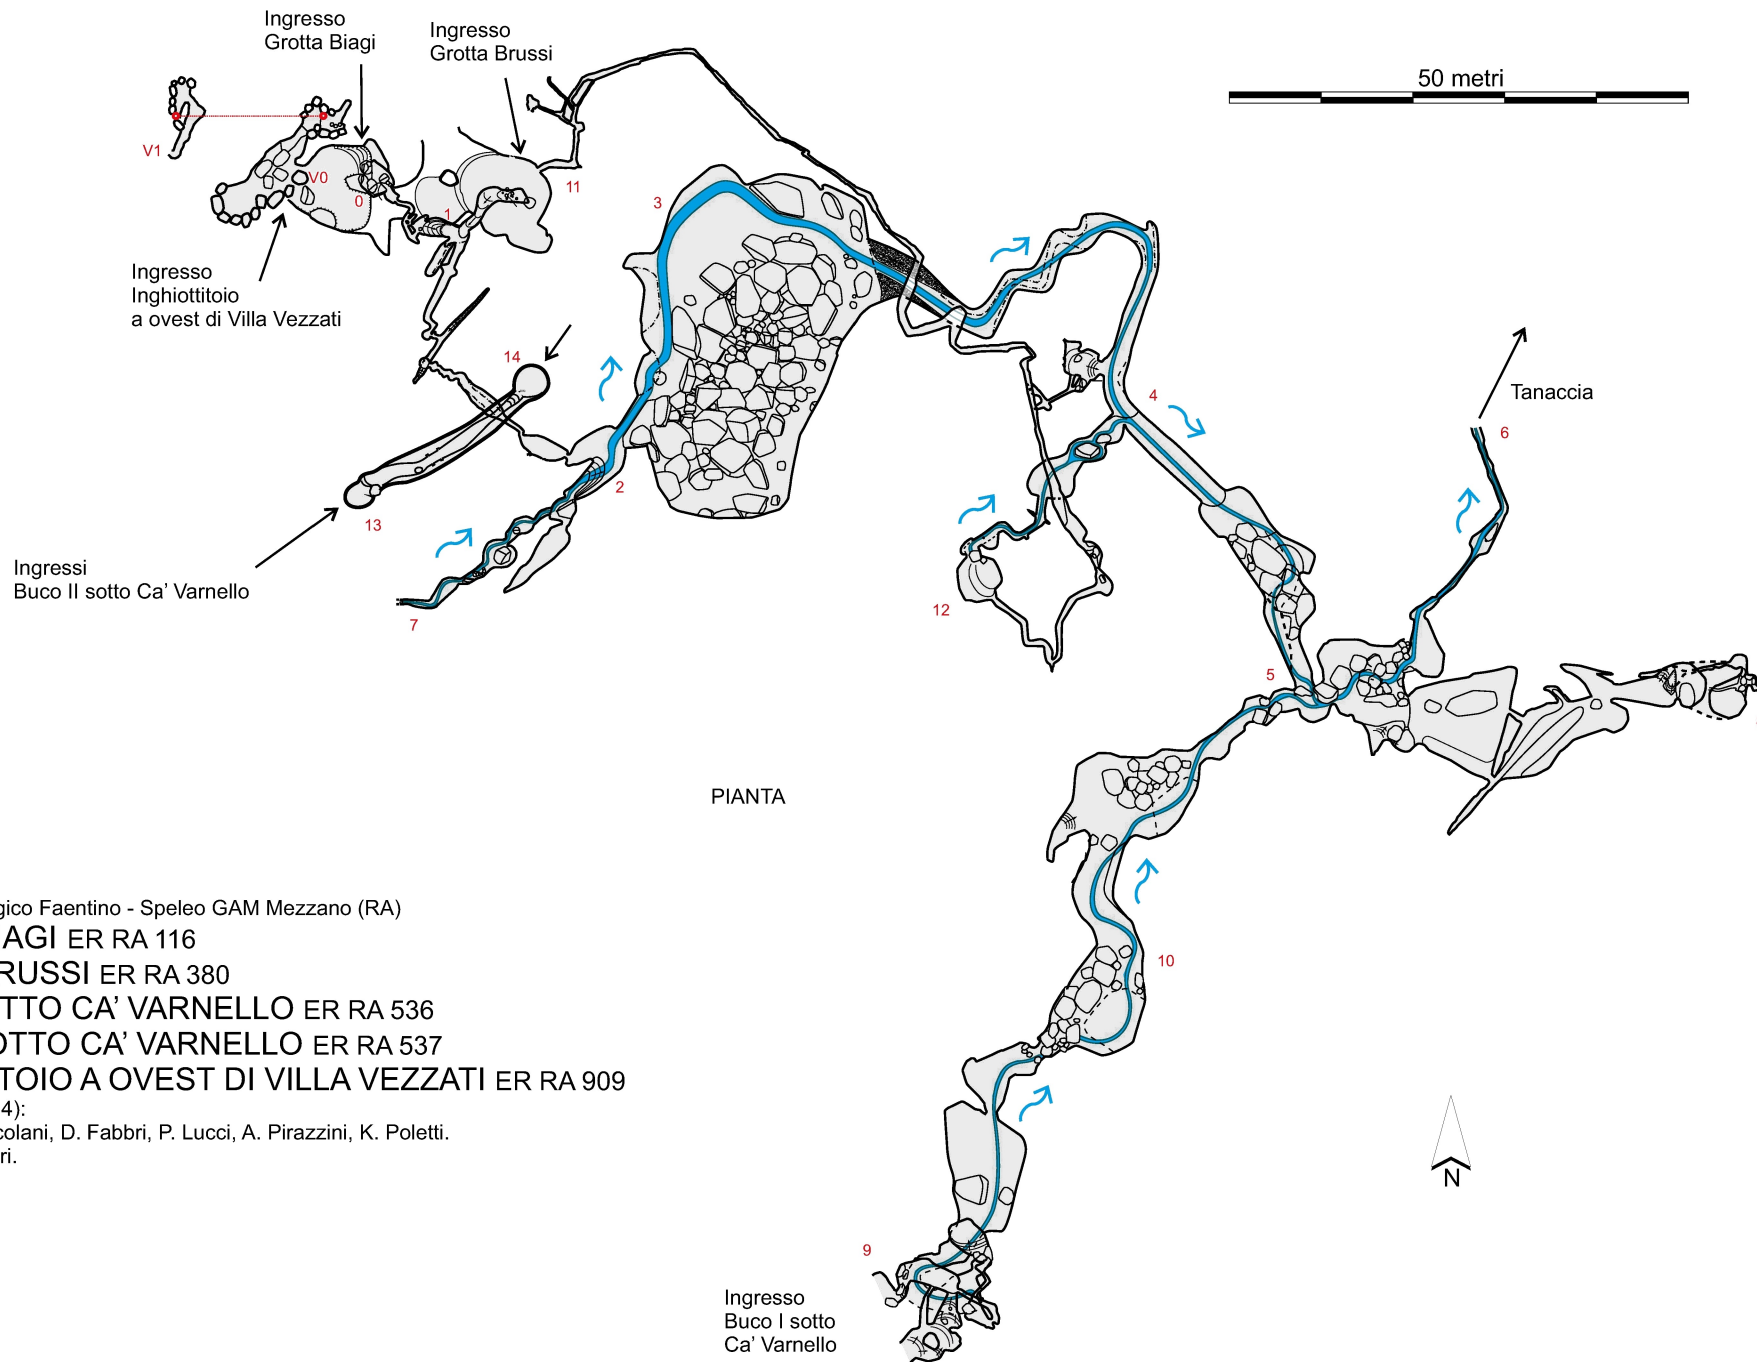 Ingresso
Grotta Biagi
Ingresso
Grotta Brussi
50 metri
V1
V0
0
1
11
3
Ingresso
Inghiottitoio
a ovest di Villa Vezzati
14
4
Tanaccia
6
2
13
Ingressi
Buco II sotto Ca' Varnello
7
12
5
PIANTA
gico Faentino - Speleo GAM Mezzano (RA)
AGI ER RA 116
RUSSI ER RA 380
TTO CA' VARNELLO ER RA 536
OTTO CA' VARNELLO ER RA 537
TOIO A OVEST DI VILLA VEZZATI ER RA 909
4):
colani, D. Fabbri, P. Lucci, A. Pirazzini, K. Poletti.
ri.
10
N
9
Ingresso
Buco I sotto
Ca' Varnello